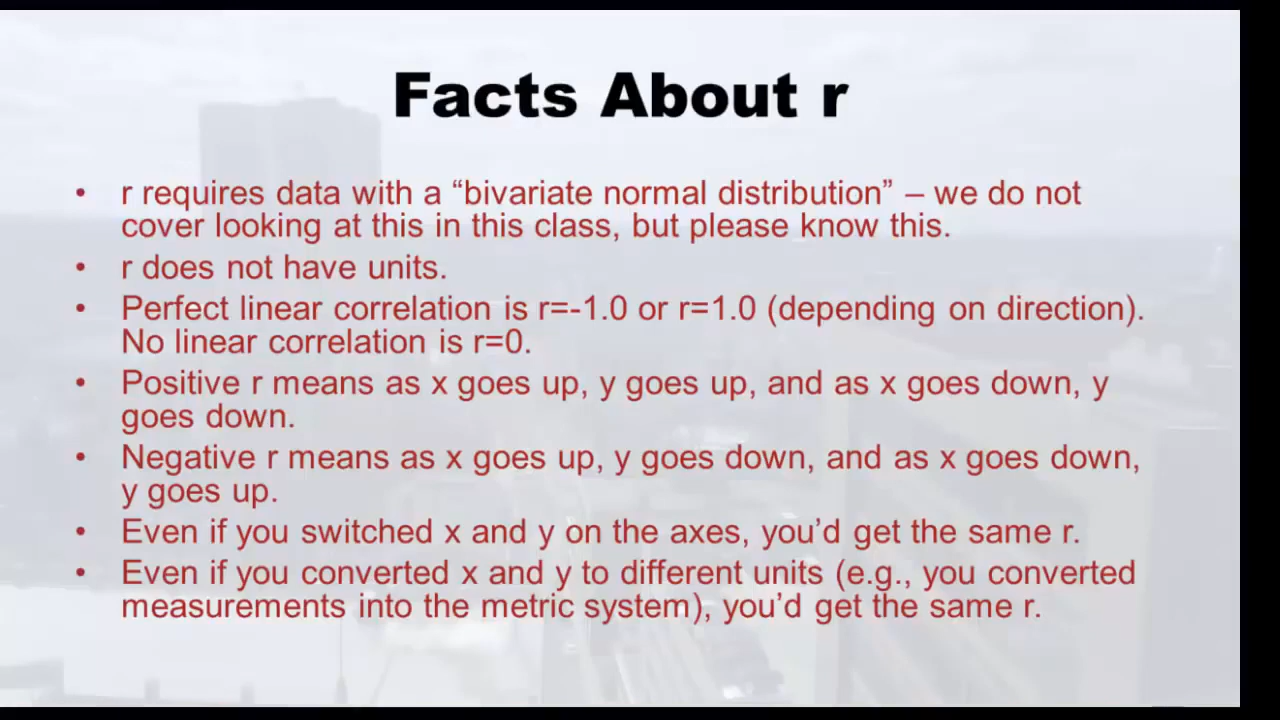 Facts About r
• r requires data with a “bivariate normal distribution” – we do not
cover looking at this in this class, but please know this.
• r does not have units.
• Perfect linear correlation is r=-1.0 or r=1.0 (depending on direction).
No linear correlation is r=0.
• Positive r means as x goes up, y goes up, and as x goes down, y
goes down.
• Negative r means as x goes up, y goes down, and as x goes down,
y goes up.
• Even if you switched x and y on the axes, you’d get the same r.
• Even if you converted x and y to different units (e.g., you converted
measurements into the metric system), you’d get the same r.